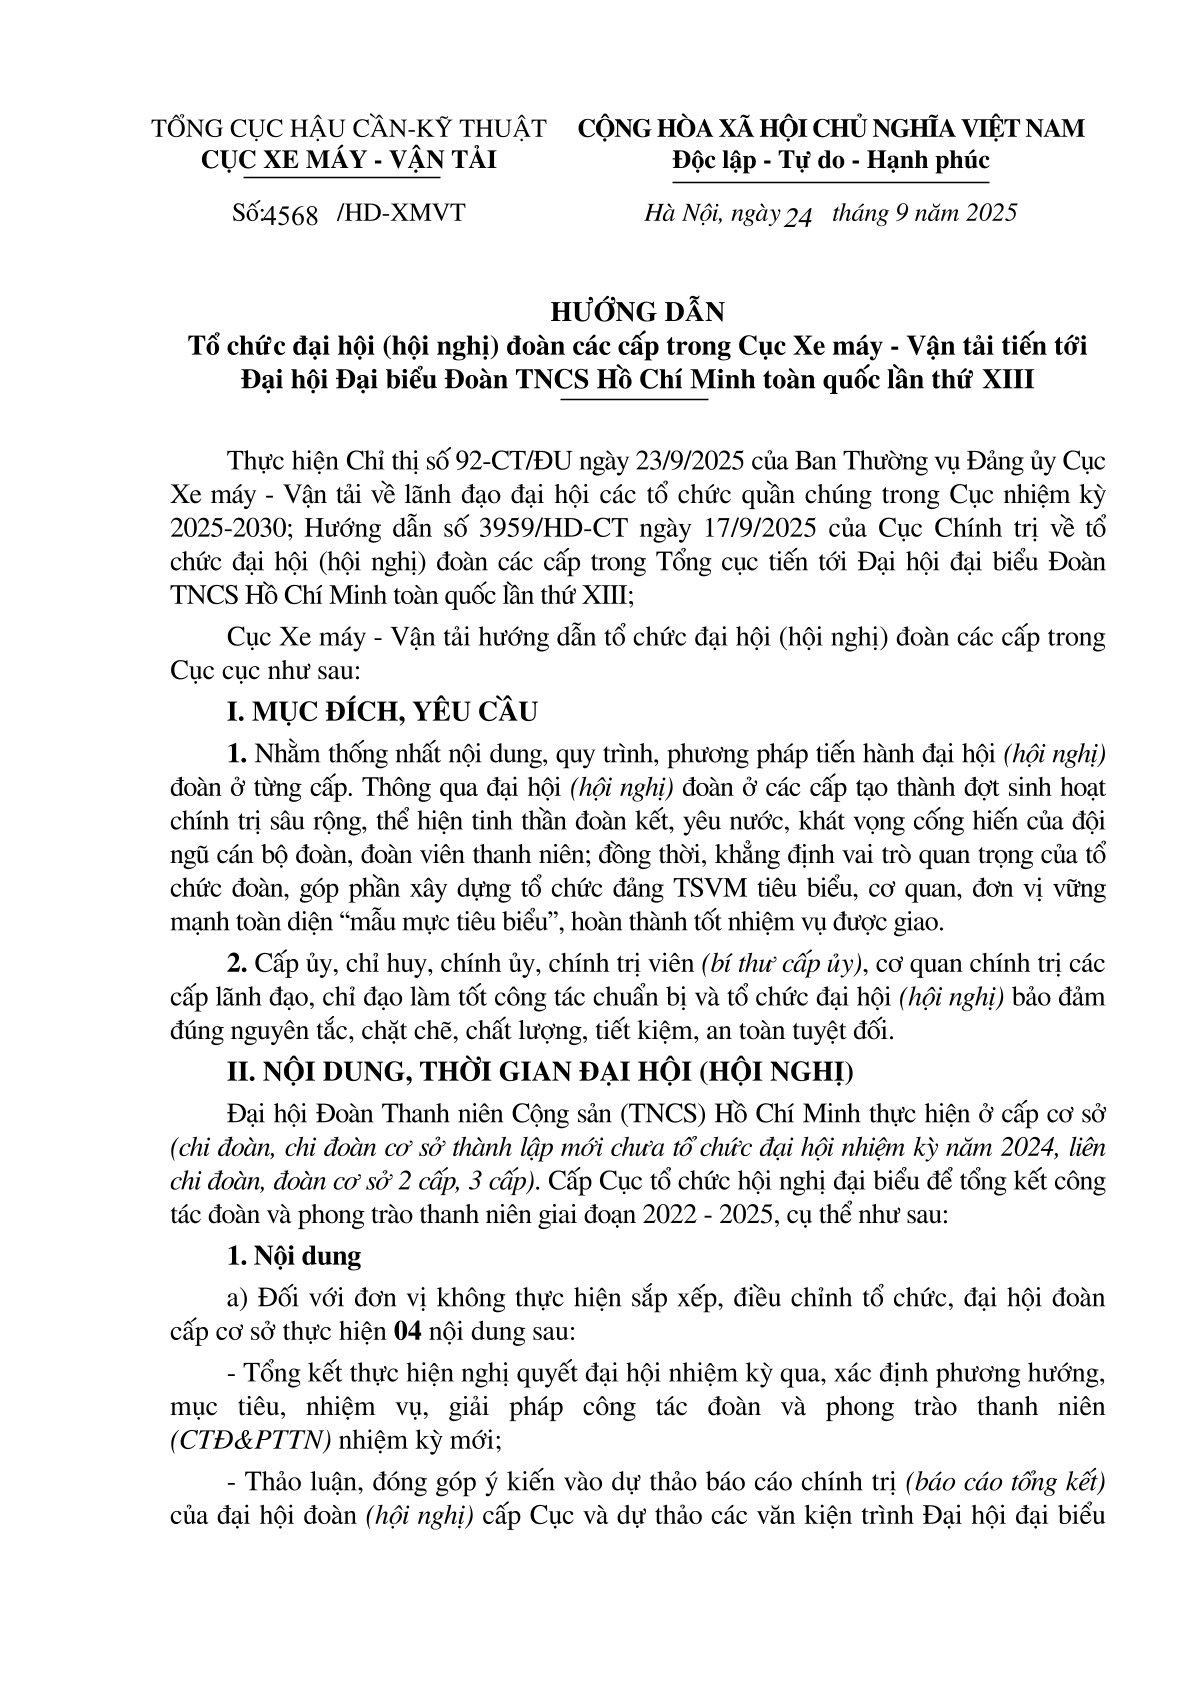 TỔNG CỤC HẬU CẦN-KỸ THUẬT
CỤC XE MÁY - VẬN TẢI
CỘNG HÒA XÃ HỘI CHỦ NGHĨA VIỆT NAM
Độc lập - Tự do - Hạnh phúc
Số:4568 /HD-XMVT
Hà Nội, ngày 24 tháng 9 năm 2025
HƯỚNG DẪN
Tổ chức đại hội (hội nghị) đoàn các cấp trong Cục Xe máy - Vận tải tiến tới
Đại hội Đại biểu Đoàn TNCS Hồ Chí Minh toàn quốc lần thứ XIII
Thực hiện Chỉ thị số 92-CT/ĐU ngày 23/9/2025 của Ban Thường vụ Đảng ủy Cục
Xe máy - Vận tải về lãnh đạo đại hội các tổ chức quần chúng trong Cục nhiệm kỳ
2025-2030; Hướng dẫn số 3959/HD-CT ngày 17/9/2025 của Cục Chính trị về tổ
chức đại hội (hội nghị) đoàn các cấp trong Tổng cục tiến tới Đại hội đại biểu Đoàn
TNCS Hồ Chí Minh toàn quốc lần thứ XIII;
Cục Xe máy - Vận tải hướng dẫn tổ chức đại hội (hội nghị) đoàn các cấp trong
Cục cục như sau:
I. MỤC ĐÍCH, YÊU CẦU
1. Nhằm thống nhất nội dung, quy trình, phương pháp tiến hành đại hội (hội nghị)
đoàn ở từng cấp. Thông qua đại hội (hội nghị) đoàn ở các cấp tạo thành đợt sinh hoạt
chính trị sâu rộng, thể hiện tinh thần đoàn kết, yêu nước, khát vọng cống hiến của đội
ngũ cán bộ đoàn, đoàn viên thanh niên; đồng thời, khẳng định vai trò quan trọng của tổ
chức đoàn, góp phần xây dựng tổ chức đảng TSVM tiêu biểu, cơ quan, đơn vị vững
mạnh toàn diện “mẫu mực tiêu biểu”, hoàn thành tốt nhiệm vụ được giao.
2. Cấp ủy, chỉ huy, chính ủy, chính trị viên (bí thư cấp ủy), cơ quan chính trị các
cấp lãnh đạo, chỉ đạo làm tốt công tác chuẩn bị và tổ chức đại hội (hội nghị) bảo đảm
đúng nguyên tắc, chặt chẽ, chất lượng, tiết kiệm, an toàn tuyệt đối.
II. NỘI DUNG, THỜI GIAN ĐẠI HỘI (HỘI NGHỊ)
Đại hội Đoàn Thanh niên Cộng sản (TNCS) Hồ Chí Minh thực hiện ở cấp cơ sở
(chi đoàn, chi đoàn cơ sở thành lập mới chưa tổ chức đại hội nhiệm kỳ năm 2024, liên
chi đoàn, đoàn cơ sở 2 cấp, 3 cấp). Cấp Cục tổ chức hội nghị đại biểu để tổng kết công
tác đoàn và phong trào thanh niên giai đoạn 2022 - 2025, cụ thể như sau:
1. Nội dung
a) Đối với đơn vị không thực hiện sắp xếp, điều chỉnh tổ chức, đại hội đoàn
cấp cơ sở thực hiện 04 nội dung sau:
- Tổng kết thực hiện nghị quyết đại hội nhiệm kỳ qua, xác định phương hướng,
mục tiêu, nhiệm vụ, giải pháp công tác đoàn và phong trào thanh niên
(CTĐ&PTTN) nhiệm kỳ mới;
- Thảo luận, đóng góp ý kiến vào dự thảo báo cáo chính trị (báo cáo tổng kết)
của đại hội đoàn (hội nghị) cấp Cục và dự thảo các văn kiện trình Đại hội đại biểu